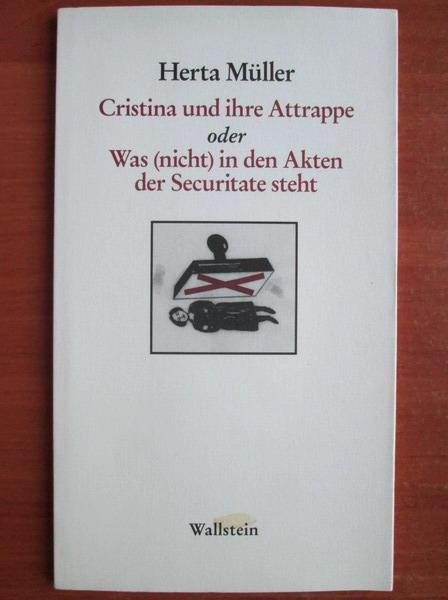 Herta Müller
Cristina und ihre Attrappe
oder
Was (nicht) in den Akten
der Securitate steht
Wallstein